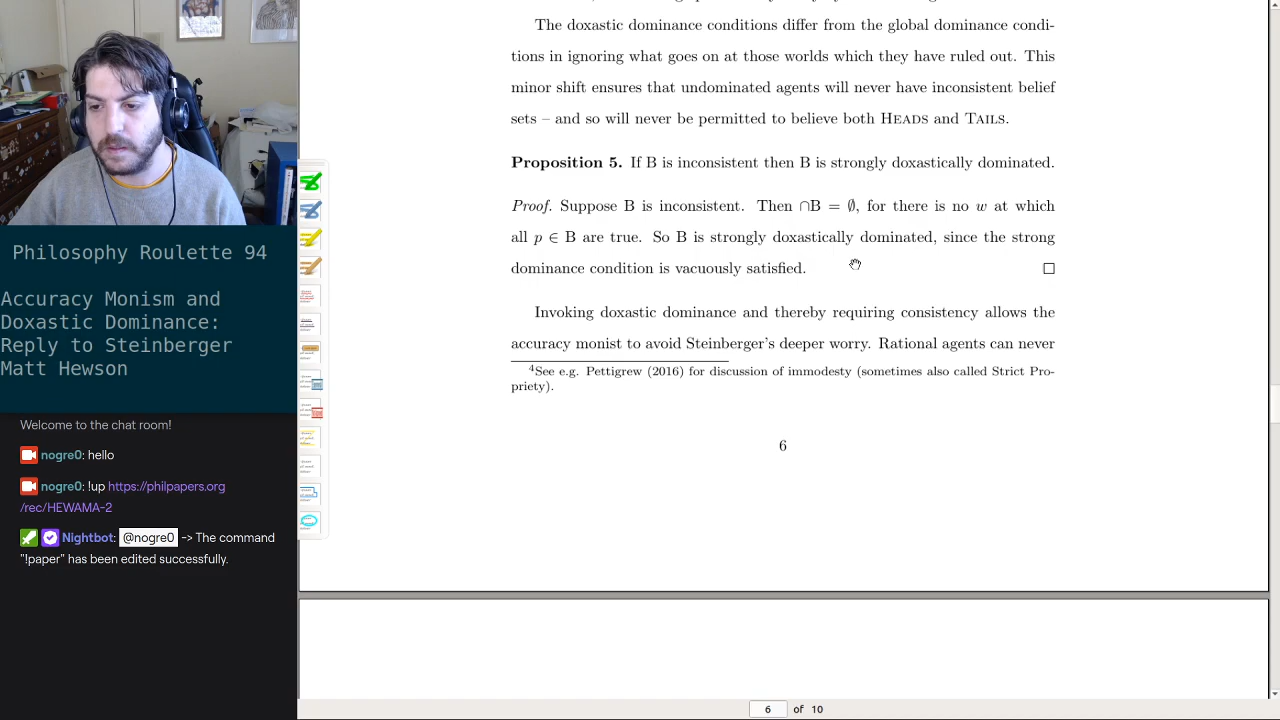 The doxastic dominance conditions differ from the global dominance condi-
tions in ignoring what goes on at those worlds which they have ruled out. This
minor shift ensures that undominated agents will never have inconsistent belief
sets – and so will never be permitted to believe both HEADS and TAILS.
Proposition 5. If B is inconsistent then B is strongly doxastically dominated.
Proof. Suppose B is inconsistent. Then ∩B = ∅, for there is no w at which
all p ∈ B are true. So B is strongly doxastically dominated, since the strong
dominance condition is vacuously satisfied. □
Invoking doxastic dominance and thereby requiring consistency allows the
accuracy monist to avoid Steinberger's deeper worry. Rational agents are never
4See e.g. Pettigrew (2016) for discussion of immodesty (sometimes also called Strict Pro-
priety).
6
Philosophy Roulette 94
Accuracy Monism and
Doxastic Dominance:
Reply to Steinberger
Matt Hewson
Welcome to the chat room!
nogre0: hello
nogre0: !up https://philpapers.org
/rec/HEWAMA-2
Nightbot: @nogre0 -> The command
"!paper" has been edited successfully.
6 of 10